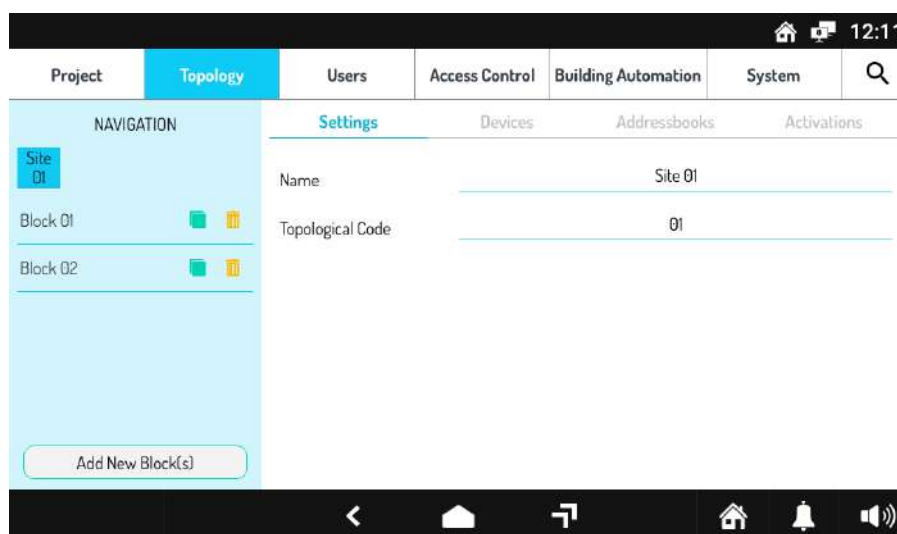 12:11
Project Topology Users Access Control Building Automation System
NAVIGATION Settings Devices Addressbooks Activations
Site
01
Name Site 01
Block 01
Topological Code 01
Block 02
Add New Block(s)